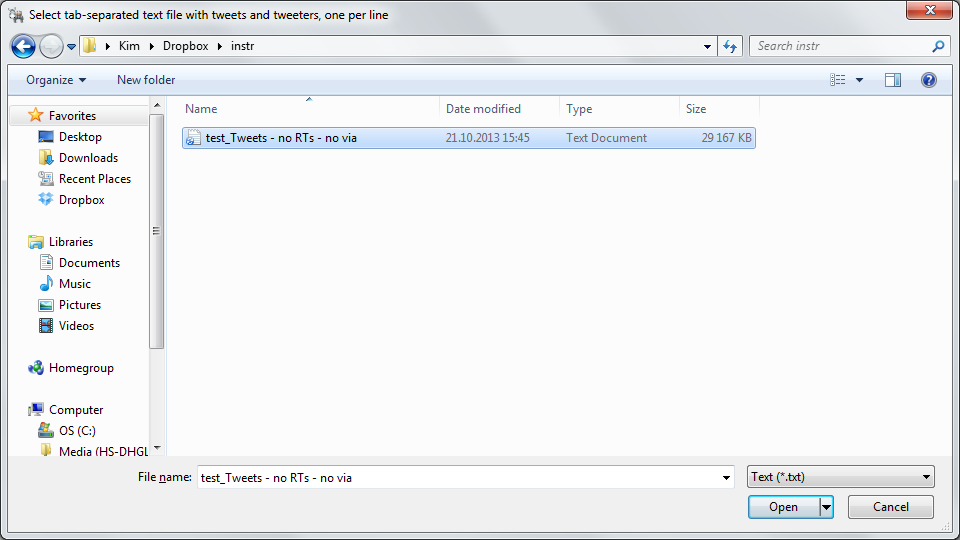 Select tab-separated text file with tweets and tweeters, one per line
Kim Dropbox instr
Search instr
Organize New folder
Name Date modified Type Size
test_Tweets - no RTs - no via 21.10.2013 15:45 Text Document 29 167 KB
Favorites
Desktop
Downloads
Recent Places
Dropbox
Libraries
Documents
Music
Pictures
Videos
Homegroup
Computer
OS (C:)
Media (HS-DHGL
File name: test_Tweets - no RTs - no via Text (*.txt)
Open Cancel